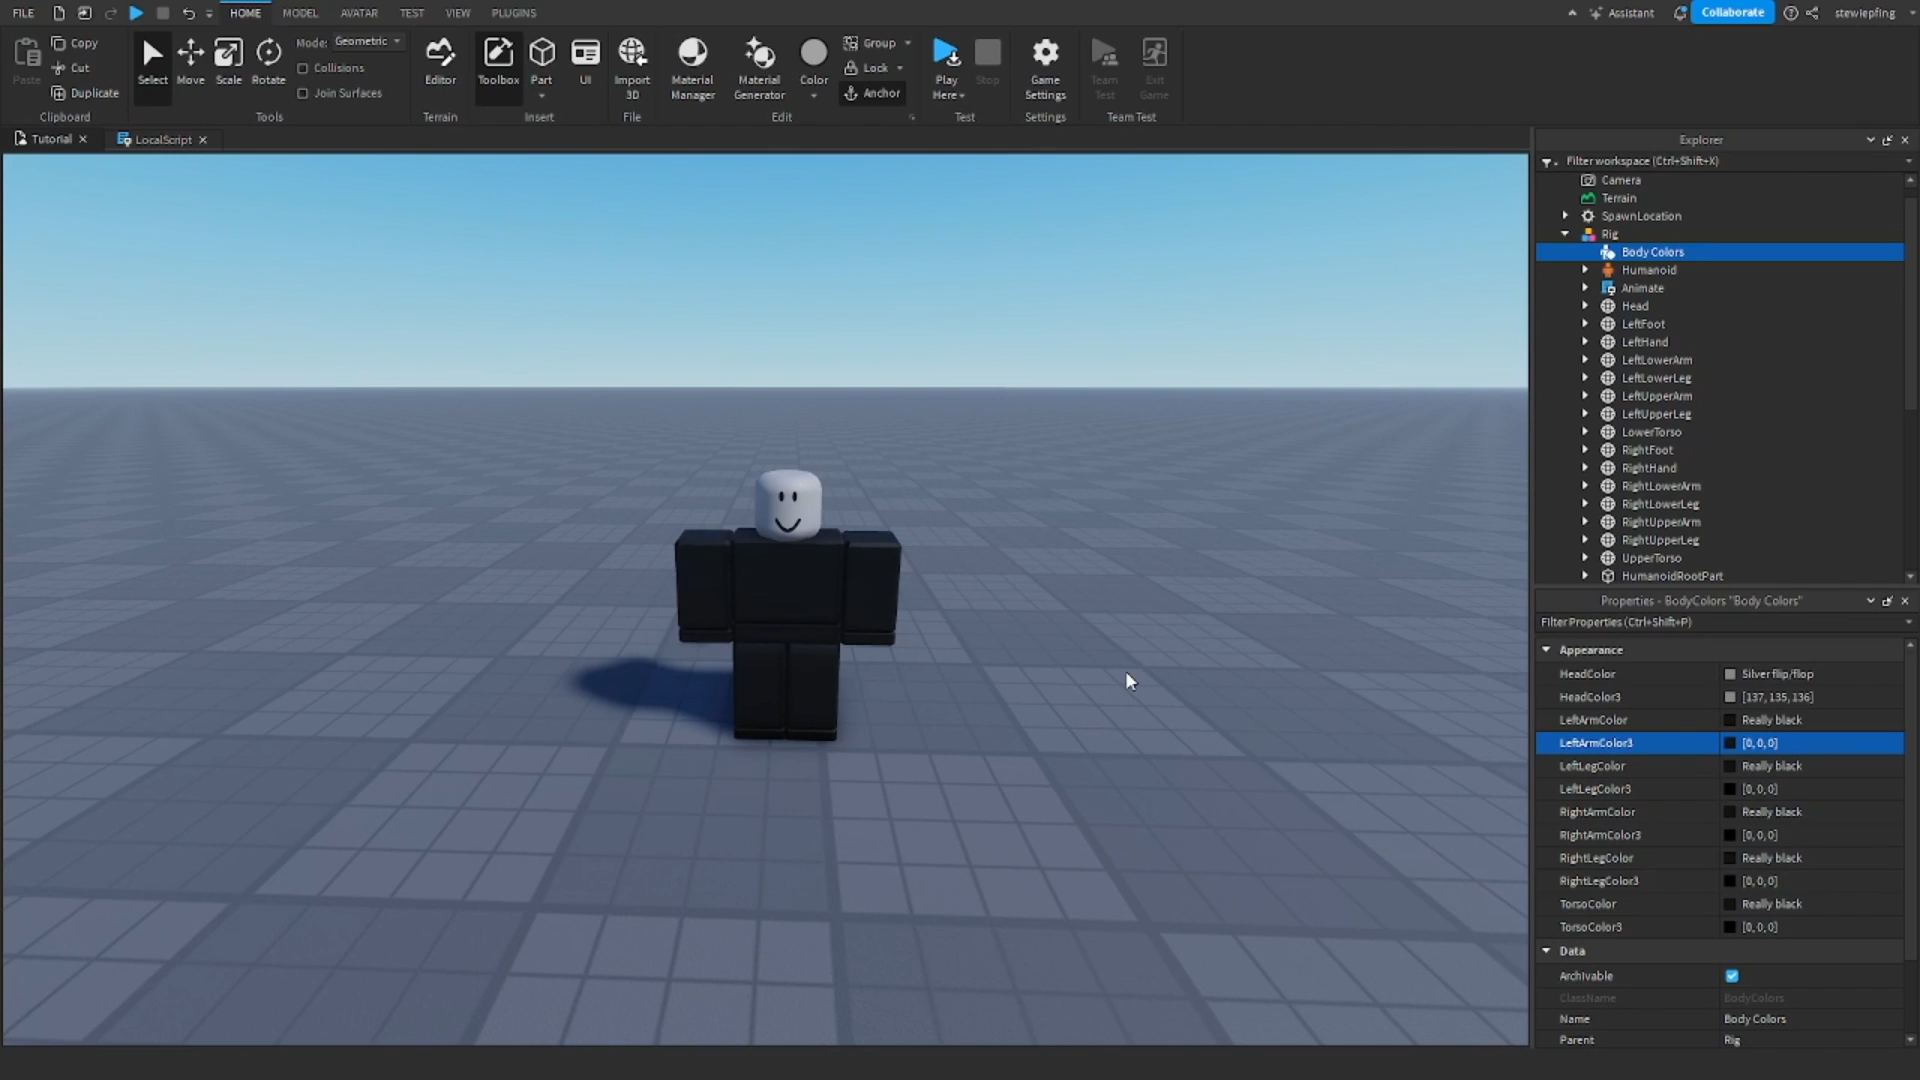 FILE HOME MODEL AVATAR TEST VIEW PLUGINS Assistant Collaborate stewiepfing
Paste Copy Cut Duplicate
Clipboard
Select Move Scale Rotate
Mode: Geometric
Collisions
Join Surfaces
Tools
Editor
Terrain
Toolbox Part UI
Insert
Import 3D
File
Material Manager
Material Generator
Color
Group
Lock
Anchor
Edit
Play Here
Stop
Test
Game Settings
Settings
Team Test
Exit Game
Team Test
Tutorial LocalScript
Explorer
Filter workspace (Ctrl+Shift+X)
Camera
Terrain
SpawnLocation
Rig
Body Colors
Humanoid
Animate
Head
LeftFoot
LeftHand
LeftLowerArm
LeftLowerLeg
LeftUpperArm
LeftUpperLeg
LowerTorso
RightFoot
RightHand
RightLowerArm
RightLowerLeg
RightUpperArm
RightUpperLeg
UpperTorso
HumanoidRootPart
Properties - BodyColors "Body Colors"
Filter Properties (Ctrl+Shift+P)
Appearance
HeadColor Silver flip/flop
HeadColor3 [137, 135, 136]
LeftArmColor Really black
LeftArmColor3 [0, 0, 0]
LeftLegColor Really black
LeftLegColor3 [0, 0, 0]
RightArmColor Really black
RightArmColor3 [0, 0, 0]
RightLegColor Really black
RightLegColor3 [0, 0, 0]
TorsoColor Really black
TorsoColor3 [0, 0, 0]
Data
Archivable
ClassName BodyColors
Name Body Colors
Parent Rig